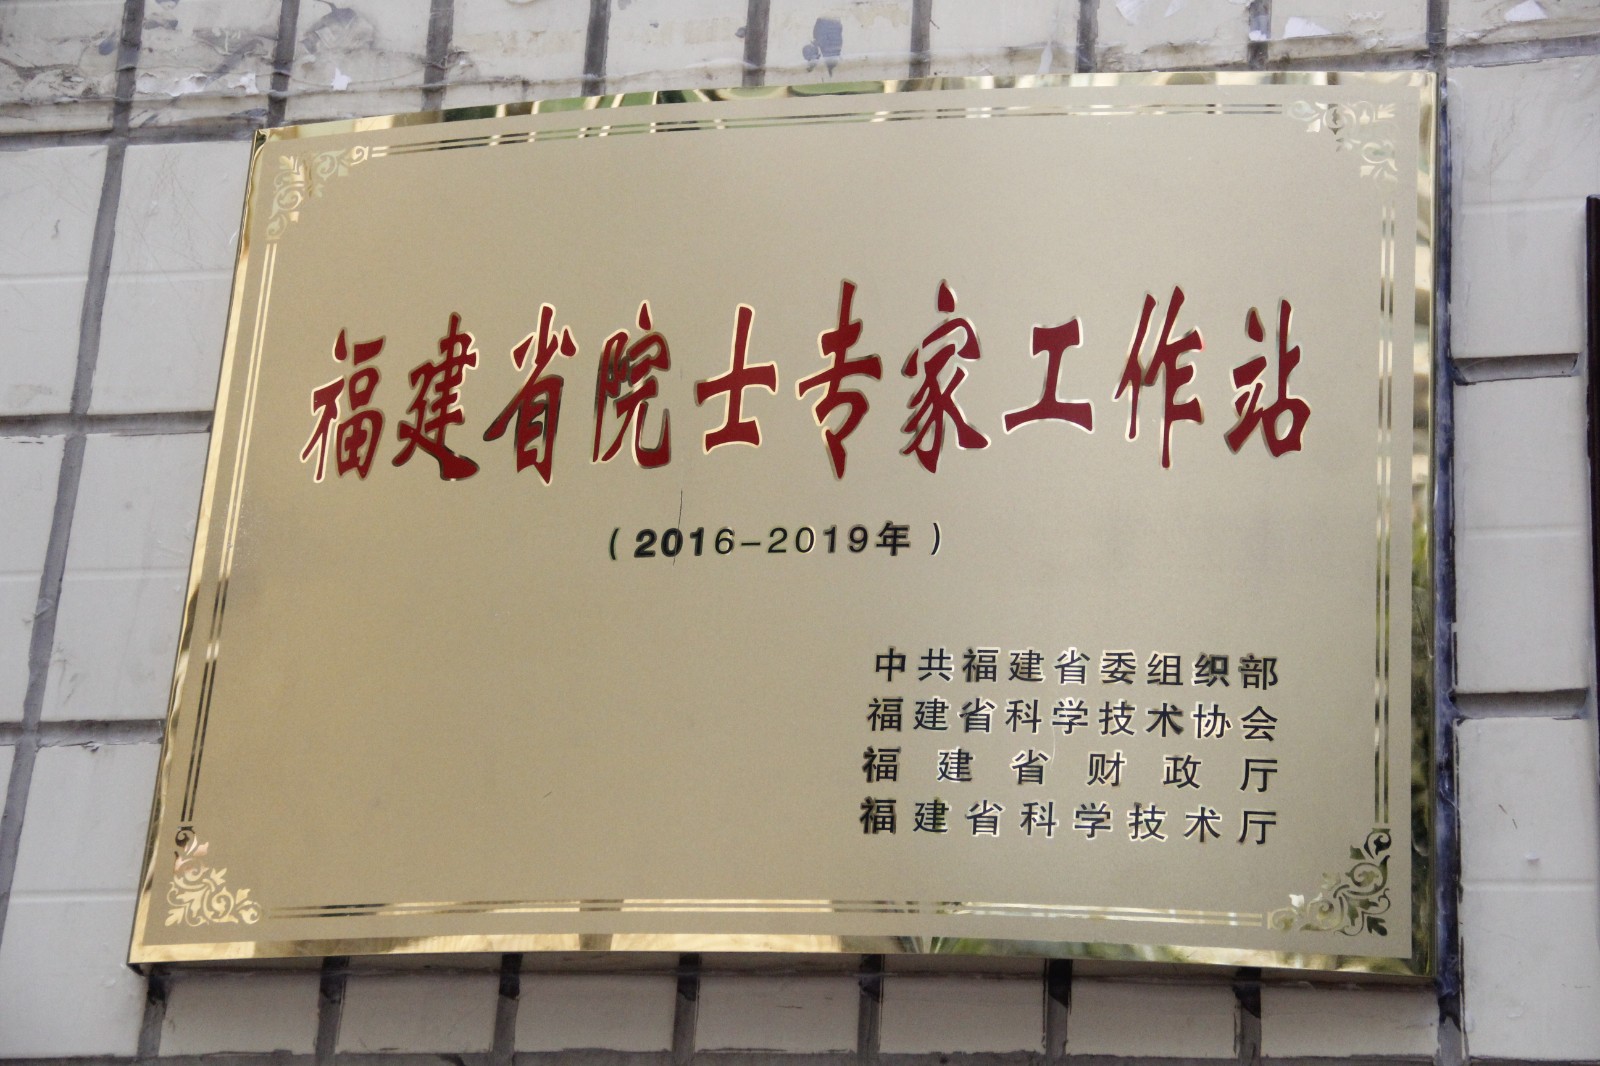 福建省院士专家工作站
（2016-2019年）
中共福建省委组织部
福建省科学技术协会
福建省财政厅
福建省科学技术厅